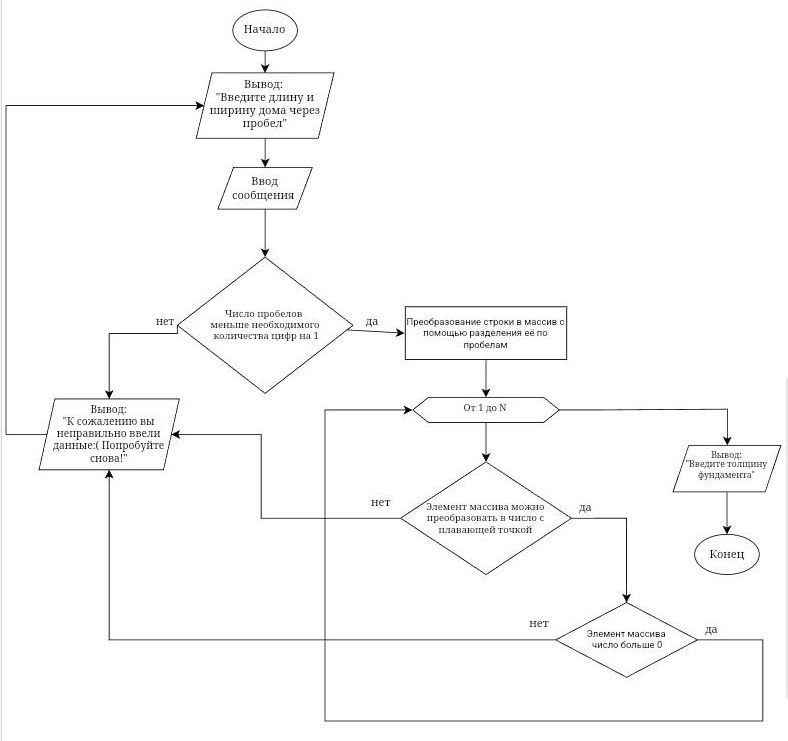 Начало
Вывод:
"Введите длину и
ширину дома через
пробел"
Ввод
сообщения
Число пробелов
меньше необходимого
количества цифр на 1
нет
да
Преобразование строки в массив с
помощью разделения её по
пробелам
От 1 до N
Вывод:
"К сожалению вы
неправильно ввели
данные:( Попробуйте
снова!"
Вывод:
"Введите толщину
фундамента"
Элемент массива можно
преобразовать в число с
плавающей точкой
нет
да
Конец
Элемент массива
число больше 0
нет
да